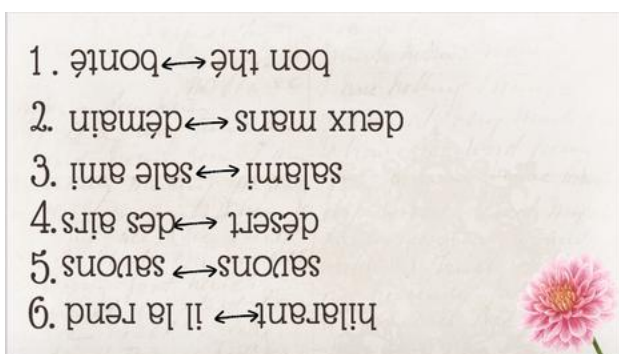 1. bon thé↔bonté
2. deux mans↔démain
3. salami↔sale ami
4. désert↔des airs
5. savons↔savons
6. hilarant↔il la rend